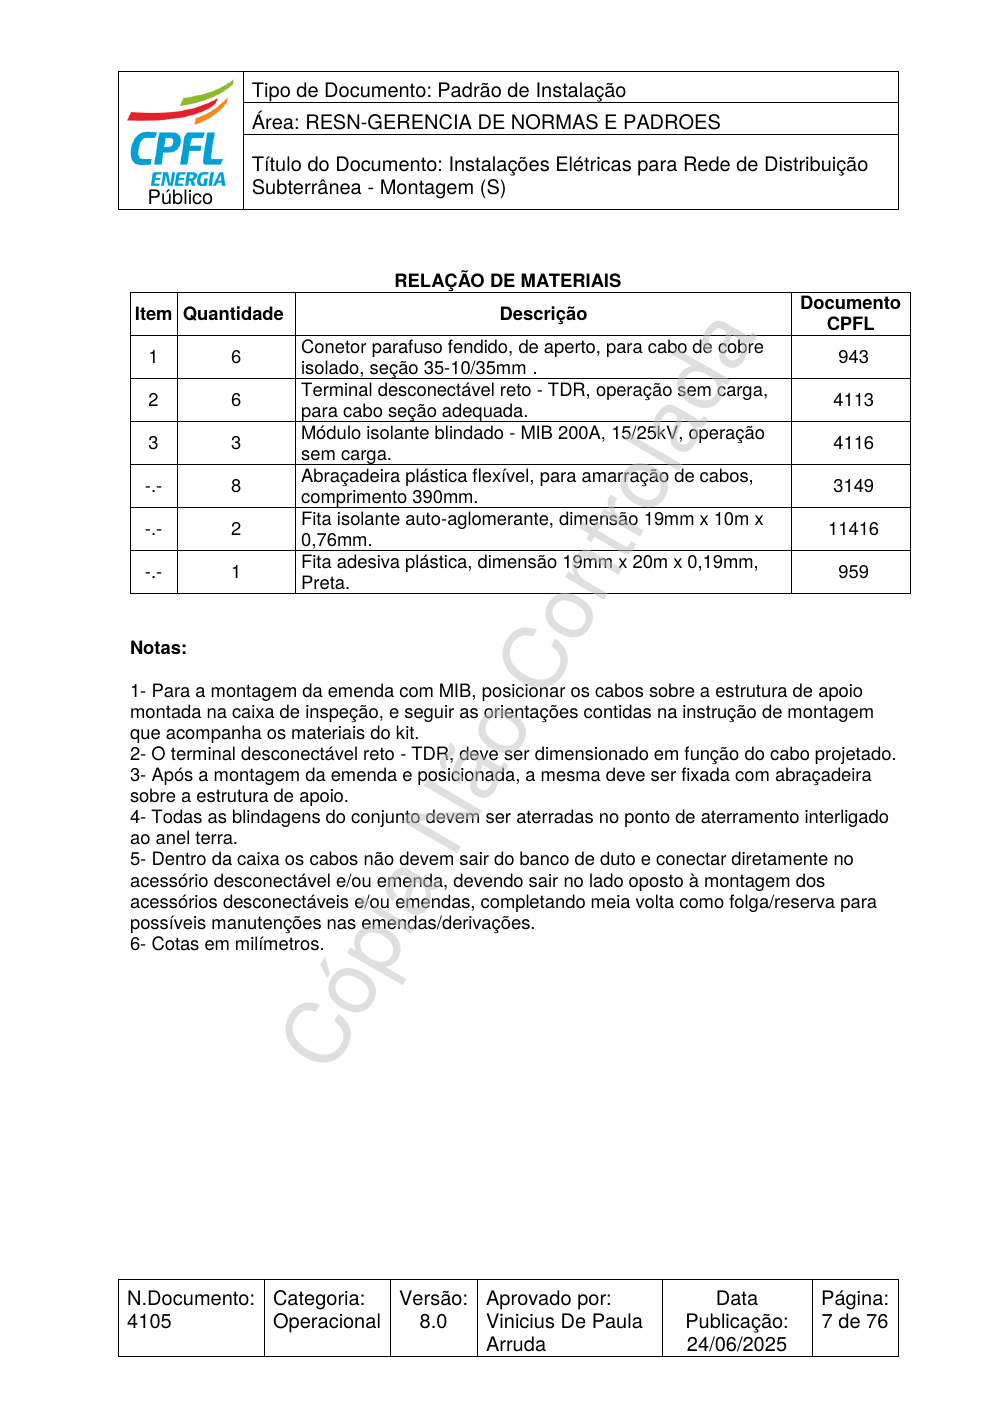 CPFL
ENERGIA
Público
Tipo de Documento: Padrão de Instalação
Área: RESN-GERENCIA DE NORMAS E PADROES
Título do Documento: Instalações Elétricas para Rede de Distribuição
Subterrânea - Montagem (S)
RELAÇÃO DE MATERIAIS
Item Quantidade Descrição Documento CPFL
1 6 Conetor parafuso fendido, de aperto, para cabo de cobre
isolado, seção 35-10/35mm . 943
2 6 Terminal desconectável reto - TDR, operação sem carga,
para cabo seção adequada. 4113
3 3 Módulo isolante blindado - MIB 200A, 15/25kV, operação
sem carga. 4116
-.- 8 Abraçadeira plástica flexível, para amarração de cabos,
comprimento 390mm. 3149
-.- 2 Fita isolante auto-aglomerante, dimensão 19mm x 10m x
0,76mm. 11416
-.- 1 Fita adesiva plástica, dimensão 19mm x 20m x 0,19mm,
Preta. 959
Notas:
1- Para a montagem da emenda com MIB, posicionar os cabos sobre a estrutura de apoio
montada na caixa de inspeção, e seguir as orientações contidas na instrução de montagem
que acompanha os materiais do kit.
2- O terminal desconectável reto - TDR, deve ser dimensionado em função do cabo projetado.
3- Após a montagem da emenda e posicionada, a mesma deve ser fixada com abraçadeira
sobre a estrutura de apoio.
4- Todas as blindagens do conjunto devem ser aterradas no ponto de aterramento interligado
ao anel terra.
5- Dentro da caixa os cabos não devem sair do banco de duto e conectar diretamente no
acessório desconectável e/ou emenda, devendo sair no lado oposto à montagem dos
acessórios desconectáveis e/ou emendas, completando meia volta como folga/reserva para
possíveis manutenções nas emendas/derivações.
6- Cotas em milímetros.
Cópia Não Controlada
N.Documento:
4105
Categoria:
Operacional
Versão:
8.0
Aprovado por:
Vinicius De Paula
Arruda
Data
Publicação:
24/06/2025
Página:
7 de 76